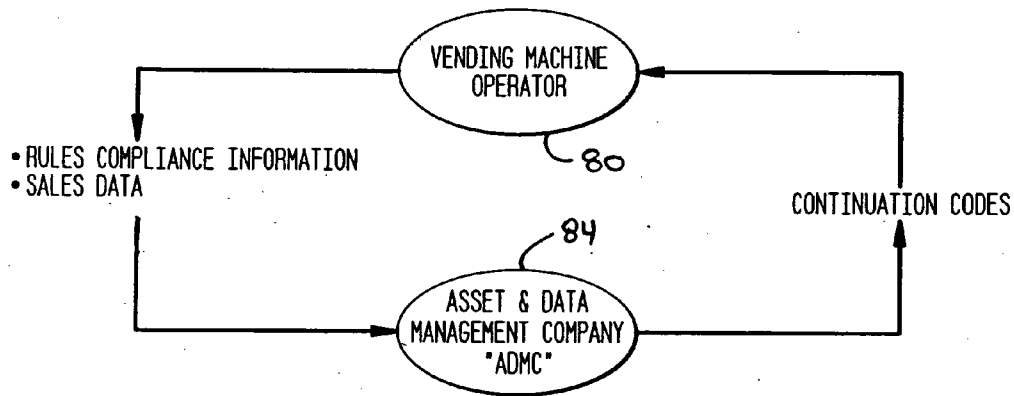 VENDING MACHINE
OPERATOR
80
• RULES COMPLIANCE INFORMATION
• SALES DATA
CONTINUATION CODES
84
ASSET & DATA
MANAGEMENT COMPANY
"ADMC"